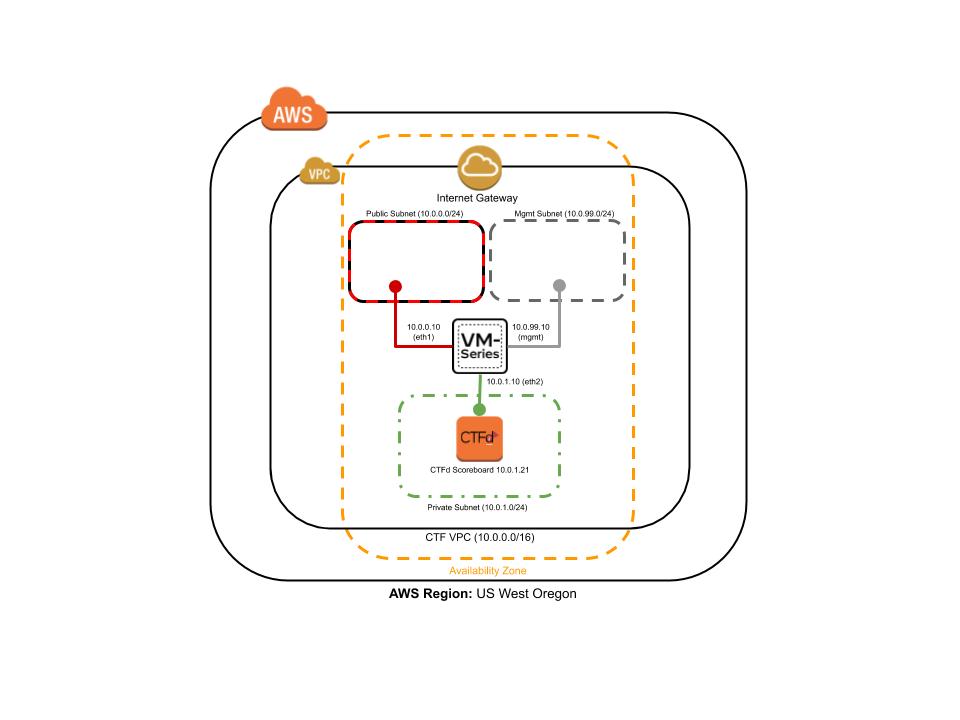 AWS
VPC
Internet Gateway
Public Subnet (10.0.0.0/24)
Mgmt Subnet (10.0.99.0/24)
10.0.0.10
(eth1)
VM-
Series
10.0.99.10
(mgmt)
10.0.1.10 (eth2)
CTFd
CTFd Scoreboard 10.0.1.21
Private Subnet (10.0.1.0/24)
CTF VPC (10.0.0.0/16)
Availability Zone
AWS Region: US West Oregon